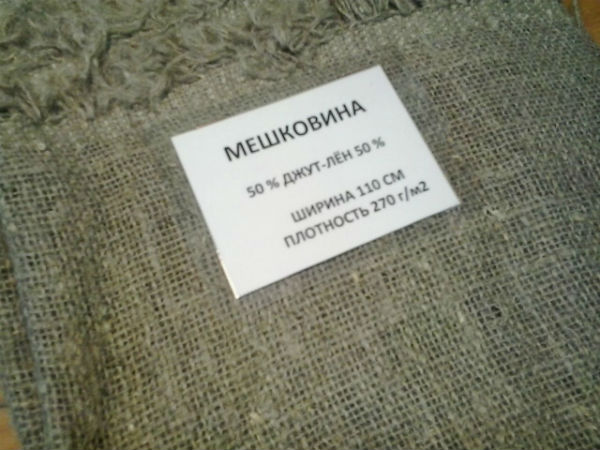 МЕШКОВИНА
50 % ДЖУТ-ЛЁН 50 %
ШИРИНА 110 СМ
ПЛОТНОСТЬ 270 г/м2